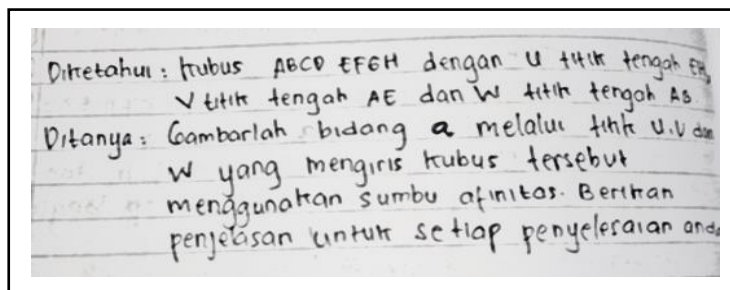 Diketahui : kubus ABCD EFGH dengan U titik tengah EH,
V titik tengah AE dan W titik tengah AB.
Ditanya : Gambarlah bidang a melalui titik U.V dan
W yang mengiris kubus tersebut
menggunakan sumbu afinitas. Berikan
penjelasan untuk setiap penyelesaian anda